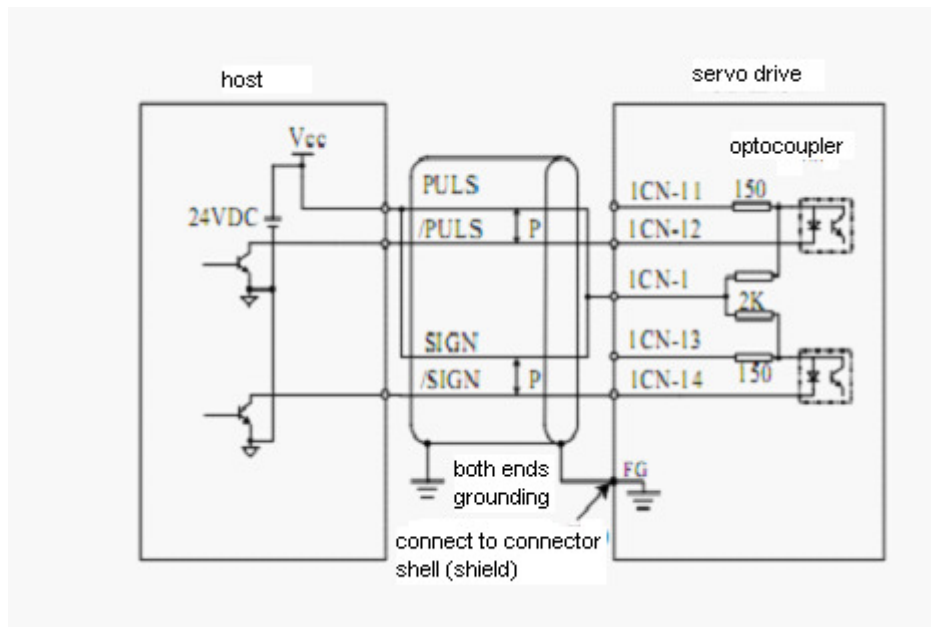 host
servo drive
Vcc
optocoupler
24VDC
PULS
/PULS
P
1CN-11
150
1CN-12
1CN-1
2K
SIGN
/SIGN
P
1CN-13
150
1CN-14
both ends
grounding
FG
connect to connector
shell (shield)